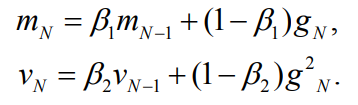 m_N = β_1 m_{N-1} + (1 - β_1) g_N,
v_N = β_2 v_{N-1} + (1 - β_2) g^2_N.